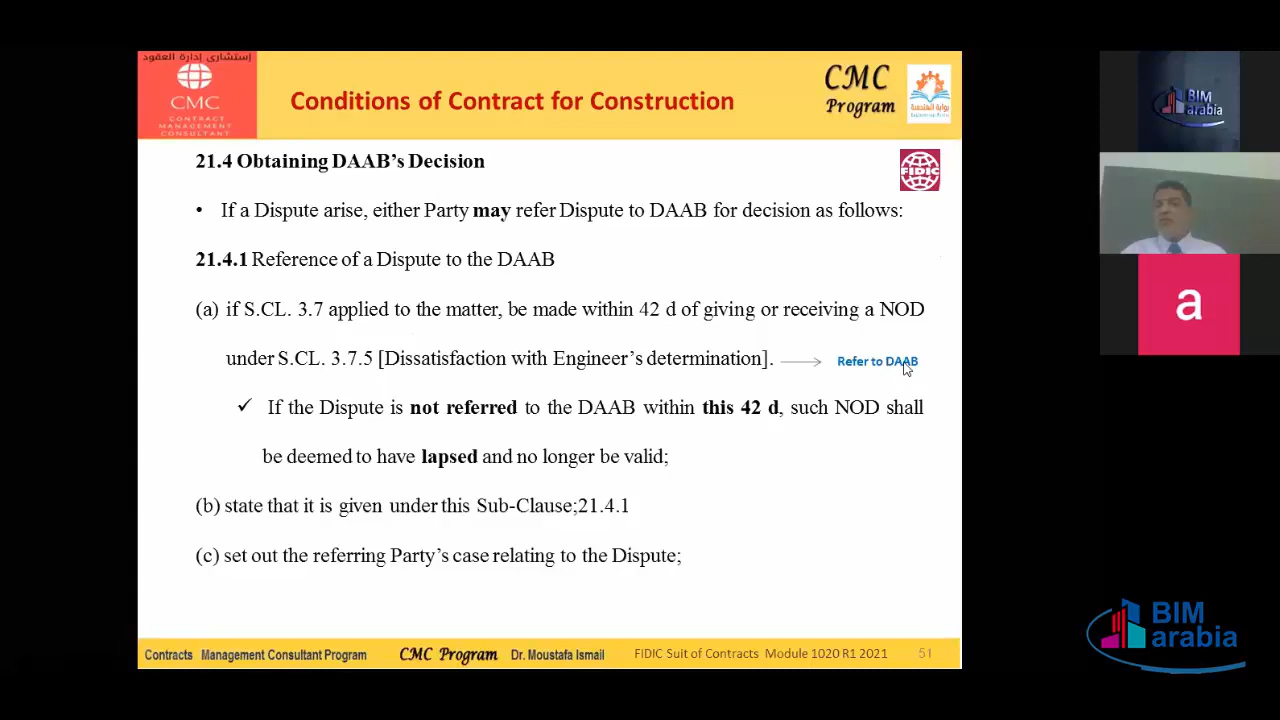 إستشارى إدارة العقود
CMC
CONTRACT
MANAGEMENT
CONSULTANT
Conditions of Contract for Construction
CMC
Program
بوابة الهندسة
FIDIC
21.4 Obtaining DAAB's Decision
• If a Dispute arise, either Party may refer Dispute to DAAB for decision as follows:
21.4.1 Reference of a Dispute to the DAAB
(a) if S.CL. 3.7 applied to the matter, be made within 42 d of giving or receiving a NOD
under S.CL. 3.7.5 [Dissatisfaction with Engineer's determination].
Refer to DAAB
✓ If the Dispute is not referred to the DAAB within this 42 d, such NOD shall
be deemed to have lapsed and no longer be valid;
(b) state that it is given under this Sub-Clause;21.4.1
(c) set out the referring Party's case relating to the Dispute;
Contracts Management Consultant Program CMC Program Dr. Moustafa Ismail FIDIC Suit of Contracts Module 1020 R1 2021 51
BIM
arabia
a
BIM
arabia